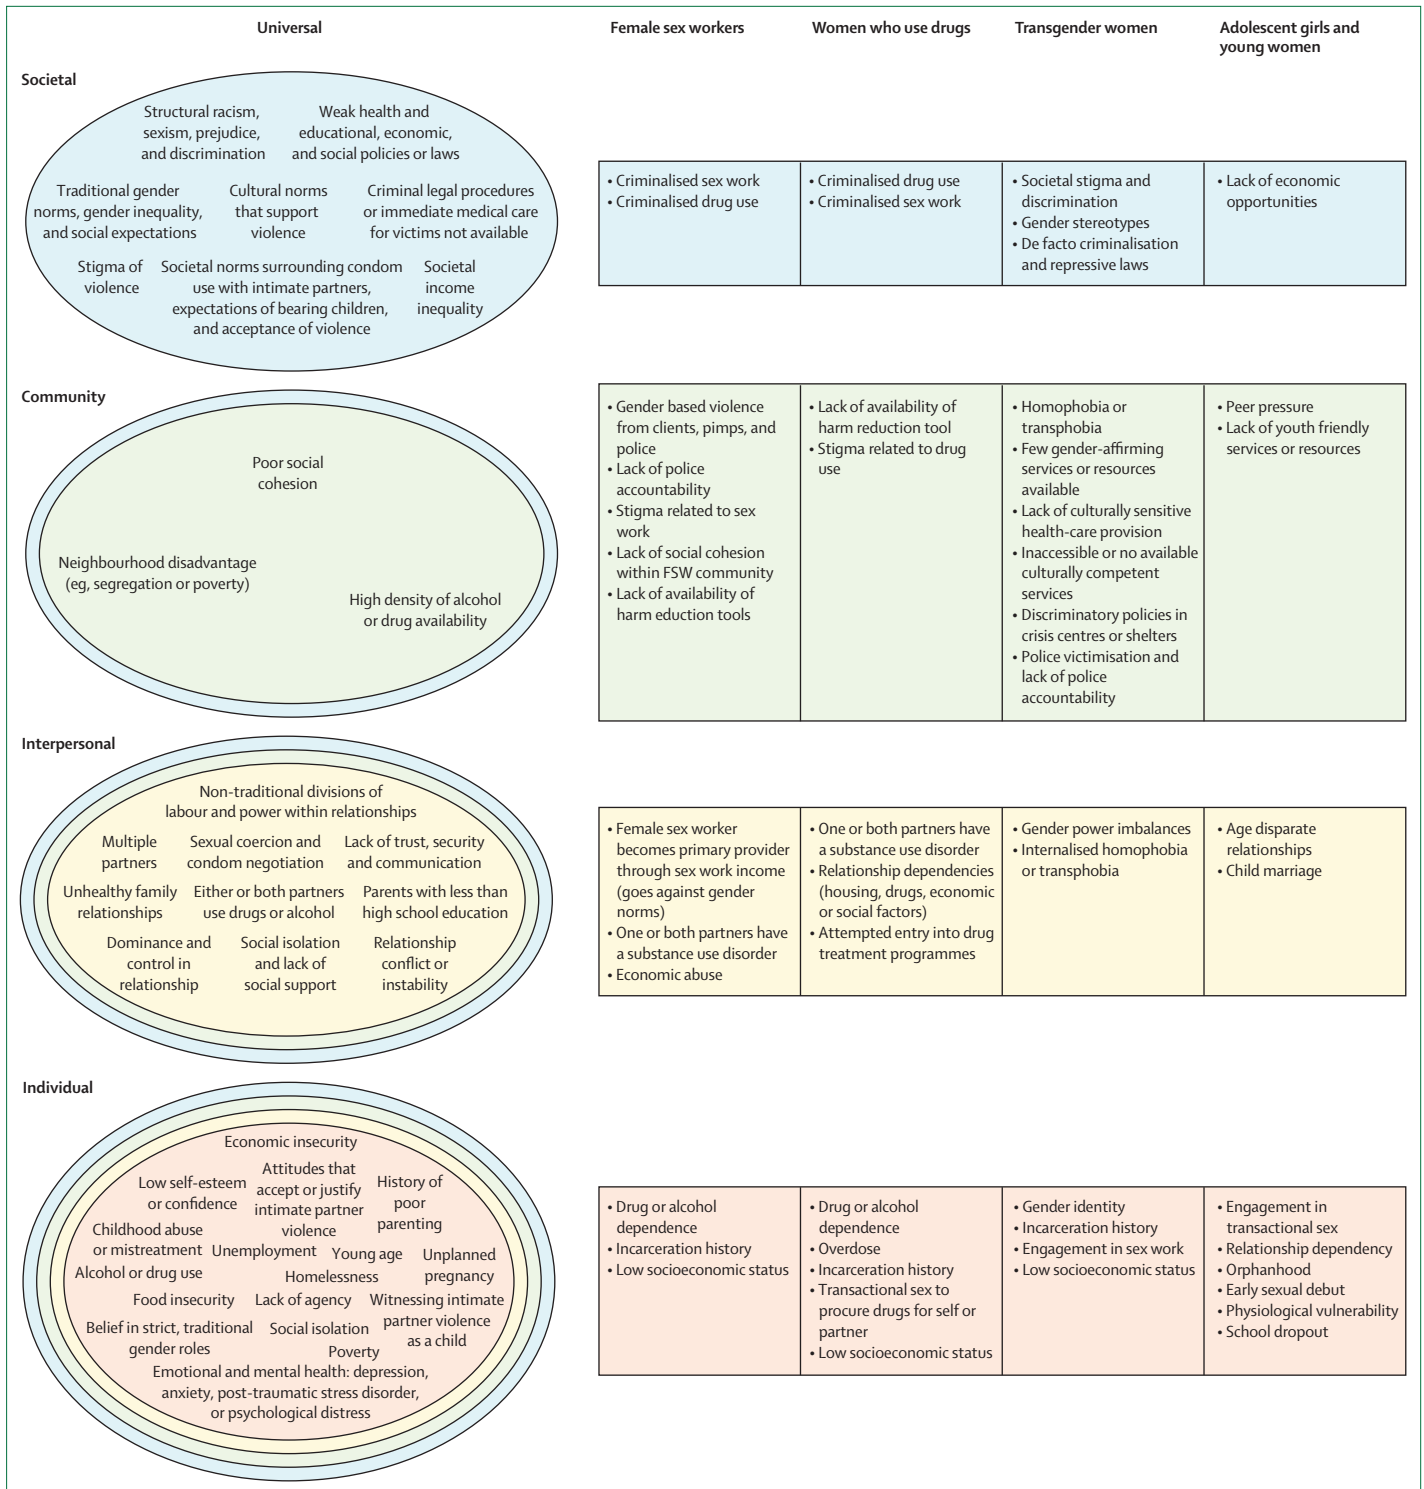 Universal
Female sex workers
Women who use drugs
Transgender women
Adolescent girls and
young women
Societal
Structural racism,
sexism, prejudice,
and discrimination
Weak health and
educational, economic,
and social policies or laws
Traditional gender
norms, gender inequality,
and social expectations
Cultural norms
that support
violence
Criminal legal procedures
or immediate medical care
for victims not available
Stigma of
violence
Societal norms surrounding condom
use with intimate partners,
expectations of bearing children,
and acceptance of violence
Societal
income
inequality
• Criminalised sex work
• Criminalised drug use
• Criminalised drug use
• Criminalised sex work
• Societal stigma and
discrimination
• Gender stereotypes
• De facto criminalisation
and repressive laws
• Lack of economic
opportunities
Community
Poor social
cohesion
Neighbourhood disadvantage
(eg, segregation or poverty)
High density of alcohol
or drug availability
• Gender based violence
from clients, pimps, and
police
• Lack of police
accountability
• Stigma related to sex
work
• Lack of social cohesion
within FSW community
• Lack of availability of
harm eduction tools
• Lack of availability of
harm reduction tool
• Stigma related to drug
use
• Homophobia or
transphobia
• Few gender-affirming
services or resources
available
• Lack of culturally sensitive
health-care provision
• Inaccessible or no available
culturally competent
services
• Discriminatory policies in
crisis centres or shelters
• Police victimisation and
lack of police
accountability
• Peer pressure
• Lack of youth friendly
services or resources
Interpersonal
Non-traditional divisions of
labour and power within relationships
Multiple
partners
Sexual coercion and
condom negotiation
Lack of trust, security
and communication
Unhealthy family
relationships
Either or both partners
use drugs or alcohol
Parents with less than
high school education
Dominance and
control in
relationship
Social isolation
and lack of
social support
Relationship
conflict or
instability
• Female sex worker
becomes primary provider
through sex work income
(goes against gender
norms)
• One or both partners have
a substance use disorder
• Economic abuse
• One or both partners have
a substance use disorder
• Relationship dependencies
(housing, drugs, economic
or social factors)
• Attempted entry into drug
treatment programmes
• Gender power imbalances
• Internalised homophobia
or transphobia
• Age disparate
relationships
• Child marriage
Individual
Economic insecurity
Low self-esteem
or confidence
Attitudes that
accept or justify
intimate partner
violence
History of
poor
parenting
Childhood abuse
or mistreatment
Unemployment
Young age
Unplanned
pregnancy
Alcohol or drug use
Homelessness
Food insecurity
Lack of agency
Witnessing intimate
partner violence
as a child
Belief in strict, traditional
gender roles
Social isolation
Poverty
Emotional and mental health: depression,
anxiety, post-traumatic stress disorder,
or psychological distress
• Drug or alcohol
dependence
• Incarceration history
• Low socioeconomic status
• Drug or alcohol
dependence
• Overdose
• Incarceration history
• Transactional sex to
procure drugs for self or
partner
• Low socioeconomic status
• Gender identity
• Incarceration history
• Engagement in sex work
• Low socioeconomic status
• Engagement in
transactional sex
• Relationship dependency
• Orphanhood
• Early sexual debut
• Physiological vulnerability
• School dropout